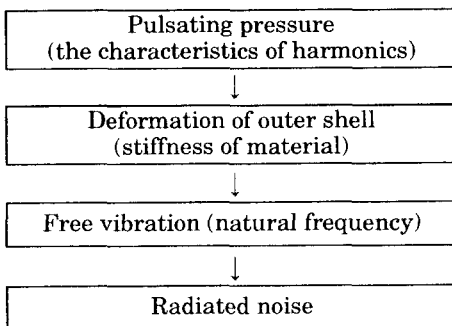 Pulsating pressure
(the characteristics of harmonics)
↓
Deformation of outer shell
(stiffness of material)
↓
Free vibration (natural frequency)
↓
Radiated noise